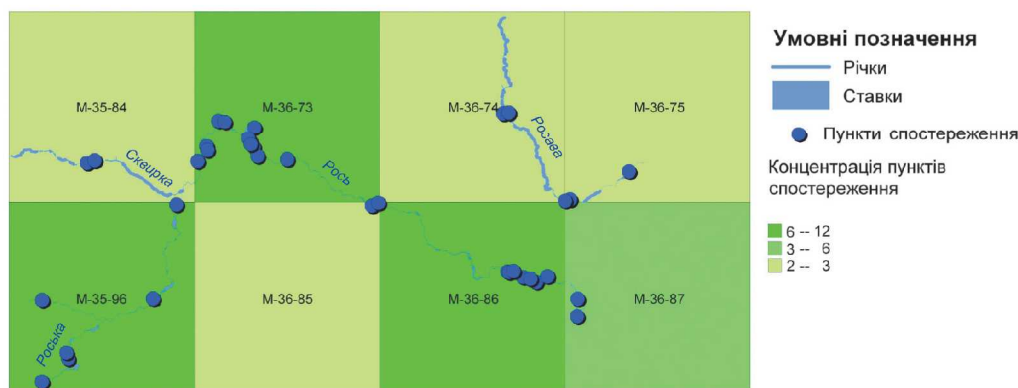 Умовні позначення
Річки
Ставки
Пункти спостереження
Концентрація пунктів
спостереження
6 -- 12
3 -- 6
2 -- 3
М-35-84
М-36-73
М-36-74
М-36-75
Сквирка
Рось
Росава
М-35-96
М-36-85
М-36-86
М-36-87
Роська